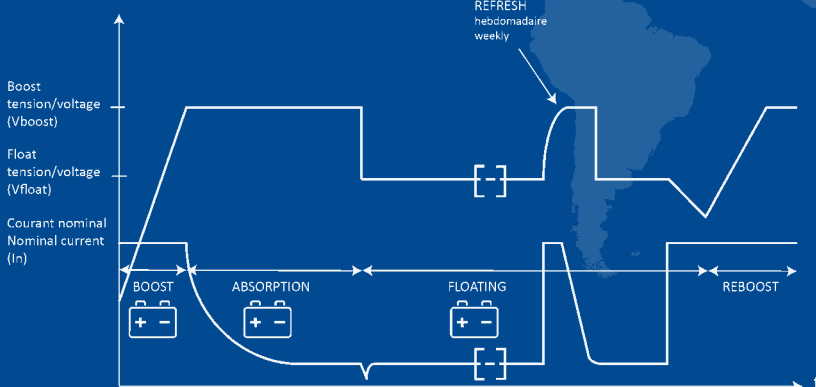 REFRESH
hebdomadaire
weekly
Boost
tension/voltage
(Vboost)
Float
tension/voltage
(Vfloat)
Courant nominal
Nominal current
(In)
BOOST
ABSORPTION
FLOATING
REBOOST